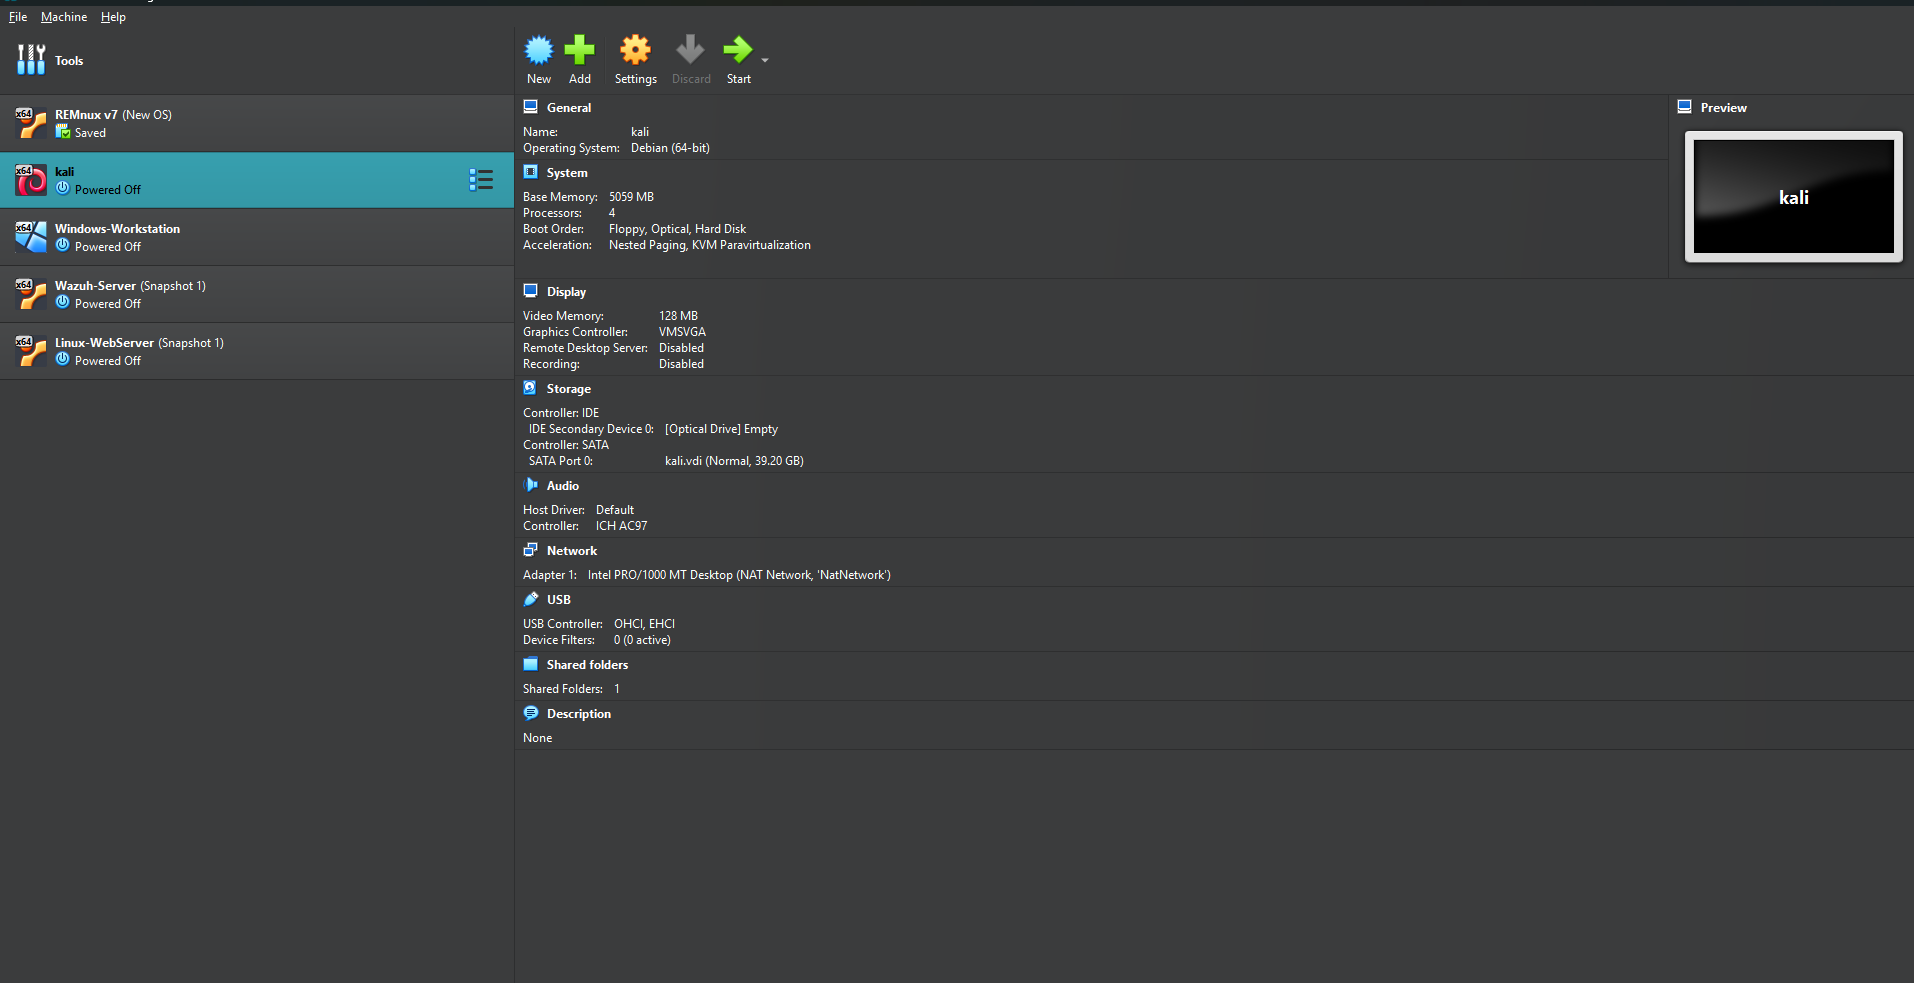 File Machine Help
Tools
New Add Settings Discard Start
x64 REMnux v7 (New OS)
Saved
x64 kali
Powered Off
x64 Windows-Workstation
Powered Off
x64 Wazuh-Server (Snapshot 1)
Powered Off
x64 Linux-WebServer (Snapshot 1)
Powered Off
General
Name: kali
Operating System: Debian (64-bit)
System
Base Memory: 5059 MB
Processors: 4
Boot Order: Floppy, Optical, Hard Disk
Acceleration: Nested Paging, KVM Paravirtualization
Preview
kali
Display
Video Memory: 128 MB
Graphics Controller: VMSVGA
Remote Desktop Server: Disabled
Recording: Disabled
Storage
Controller: IDE
IDE Secondary Device 0: [Optical Drive] Empty
Controller: SATA
SATA Port 0: kali.vdi (Normal, 39.20 GB)
Audio
Host Driver: Default
Controller: ICH AC97
Network
Adapter 1: Intel PRO/1000 MT Desktop (NAT Network, 'NatNetwork')
USB
USB Controller: OHCI, EHCI
Device Filters: 0 (0 active)
Shared folders
Shared Folders: 1
Description
None